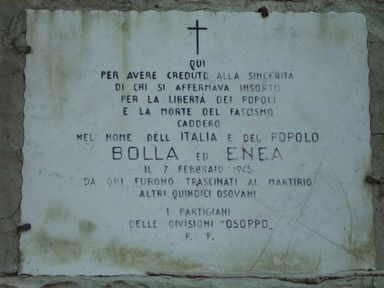 QUI
PER AVERE CREDUTO ALLA SINCERITÀ
DI CHI SI AFFERMAVA INSORTO
PER LA LIBERTÀ DEI POPOLI
E LA MORTE DEL FASCISMO
CADDERO
NEL NOME DELL'ITALIA E DEL POPOLO
BOLLA ED ENEA
IL 7 FEBBRAIO 1945
DA QUI FURONO TRASCINATI AL MARTIRIO
ALTRI QUINDICI OSOVANI
I PARTIGIANI
DELLE DIVISIONI "OSOPPO"
P. F.